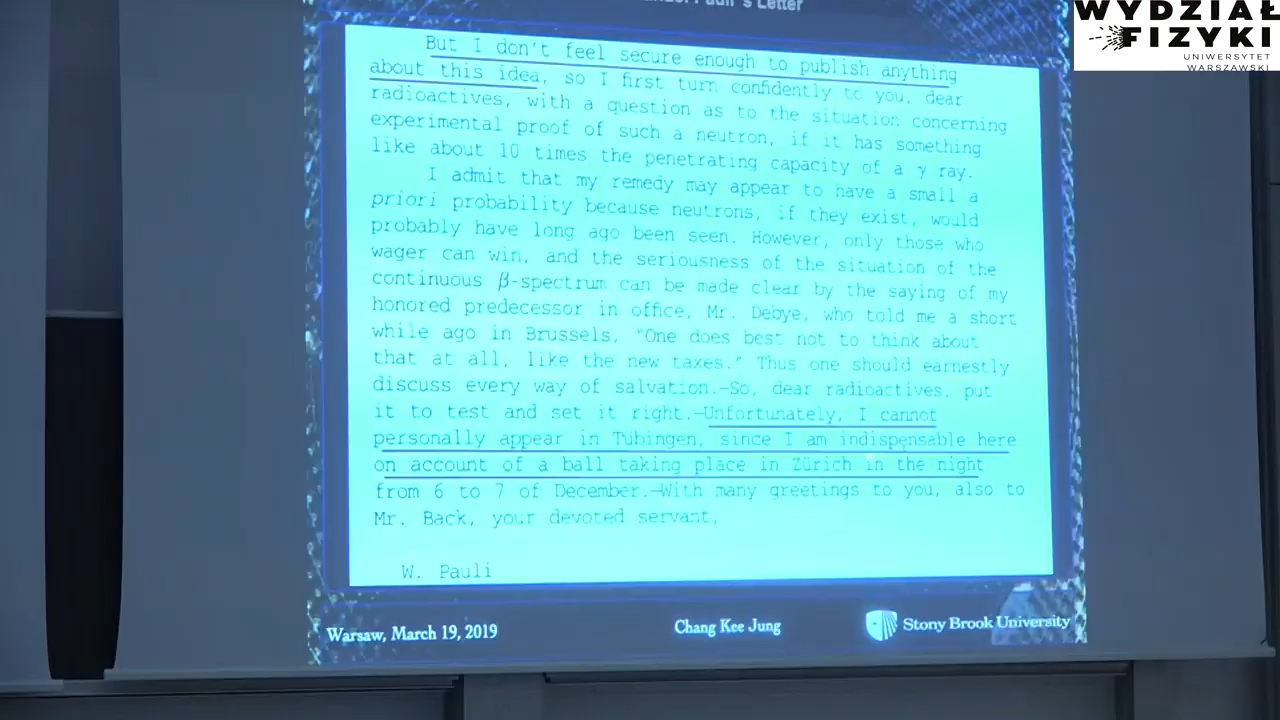 Pauli's Letter
WYDZIAŁ
FIZYKI
UNIWERSYTET
WARSZAWSKI
But I don't feel secure enough to publish anything
about this idea, so I first turn confidently to you, dear
radioactives, with a question as to the situation concerning
experimental proof of such a neutron, if it has something
like about 10 times the penetrating capacity of a γ ray.
I admit that my remedy may appear to have a small a
priori probability because neutrons, if they exist, would
probably have long ago been seen. However, only those who
wager can win, and the seriousness of the situation of the
continuous β-spectrum can be made clear by the saying of my
honored predecessor in office, Mr. Debye, who told me a short
while ago in Brussels, "One does best not to think about
that at all, like the new taxes." Thus one should earnestly
discuss every way of salvation.—So, dear radioactives, put
it to test and set it right.—Unfortunately, I cannot
personally appear in Tübingen, since I am indispensable here
on account of a ball taking place in Zürich in the night
from 6 to 7 of December.—With many greetings to you, also to
Mr. Back, your devoted servant,
W. Pauli
Warsaw, March 19, 2019
Chang Kee Jung
Stony Brook University